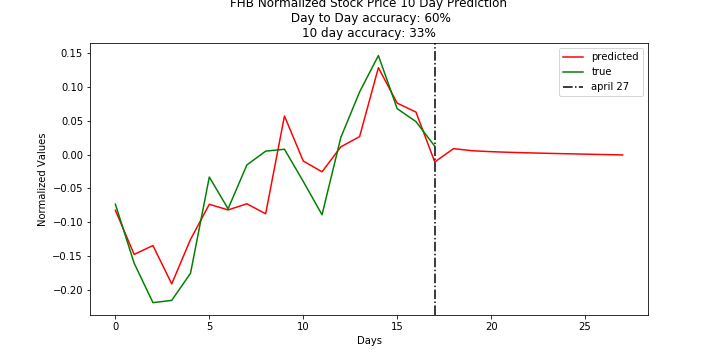 FHB Normalized Stock Price 10 Day Prediction
Day to Day accuracy: 60%
10 day accuracy: 33%
predicted
true
april 27
Normalized Values
0.15
0.10
0.05
0.00
−0.05
−0.10
−0.15
−0.20
0 5 10 15 20 25
Days